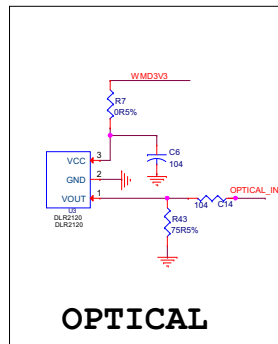 WMD3V3
R7
0R5%
C6
104
VCC 3
GND 2
VOUT 1
U3
DLR2120
DLR2120
104 C14
OPTICAL_IN
R43
75R5%
OPTICAL